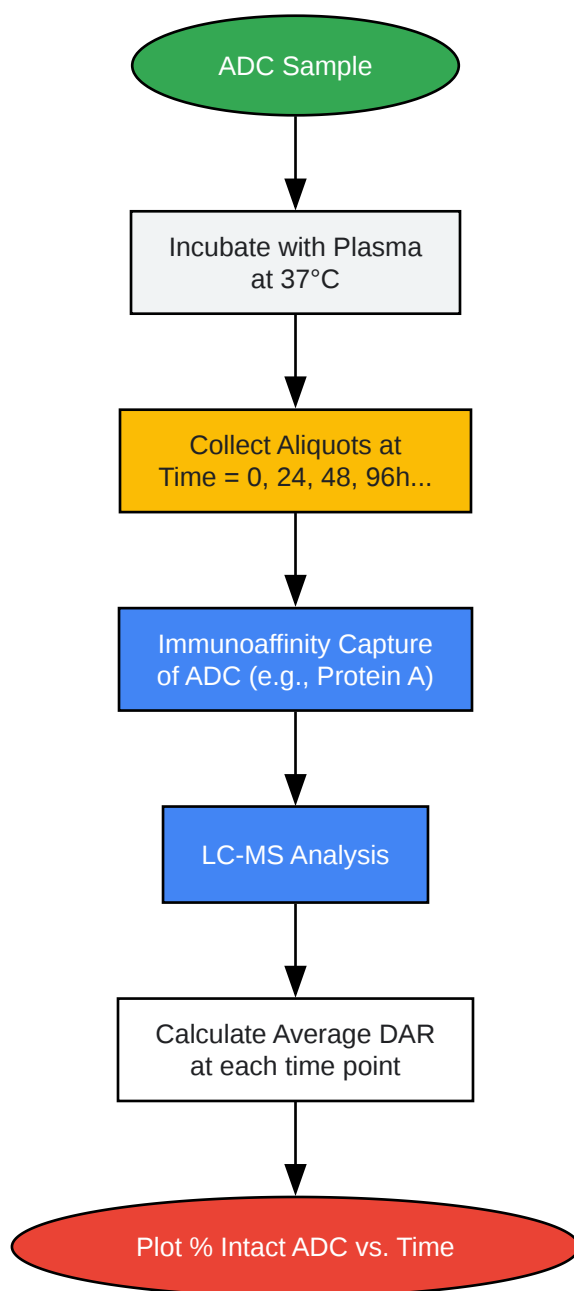 ADC Sample
Incubate with Plasma
at 37°C
Collect Aliquots at
Time = 0, 24, 48, 96h...
Immunoaffinity Capture
of ADC (e.g., Protein A)
LC-MS Analysis
Calculate Average DAR
at each time point
Plot % Intact ADC vs. Time